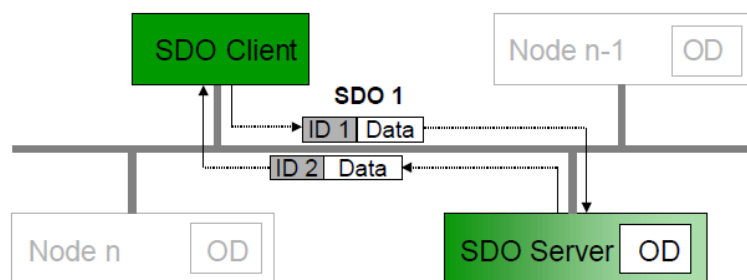 SDO Client
Node n-1 OD
SDO 1
ID 1 Data
ID 2 Data
Node n OD
SDO Server OD